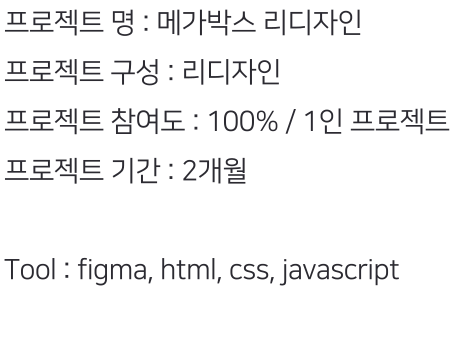 프로젝트 명 : 메가박스 리디자인
프로젝트 구성 : 리디자인
프로젝트 참여도 : 100% / 1인 프로젝트
프로젝트 기간 : 2개월
Tool : figma, html, css, javascript